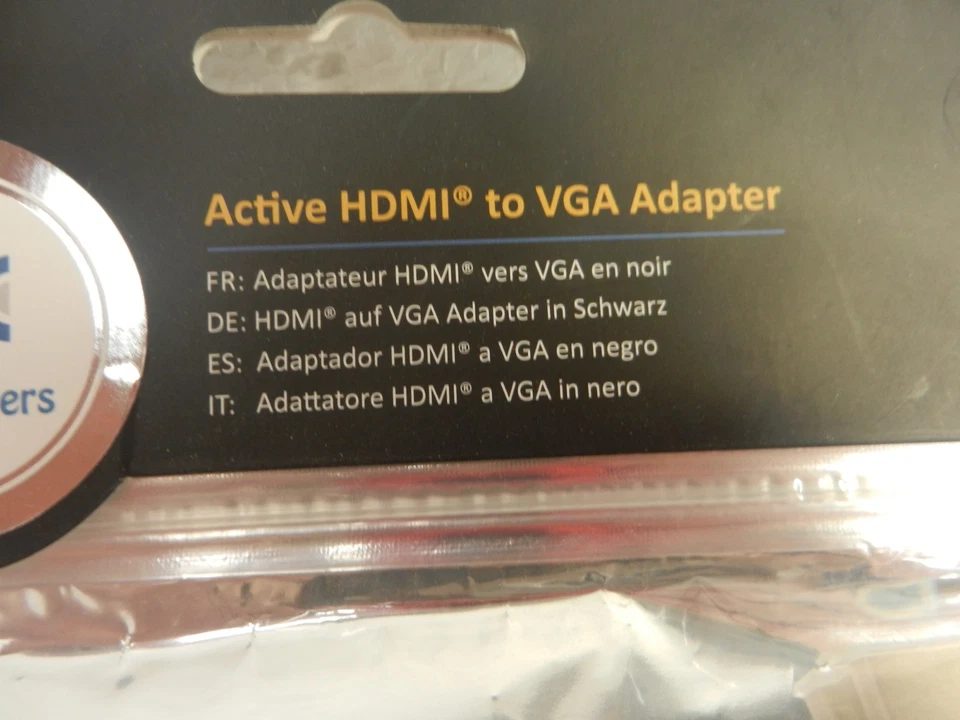 Active HDMI® to VGA Adapter
FR: Adaptateur HDMI® vers VGA en noir
DE: HDMI® auf VGA Adapter in Schwarz
ES: Adaptador HDMI® a VGA en negro
IT: Adattatore HDMI® a VGA in nero
ers